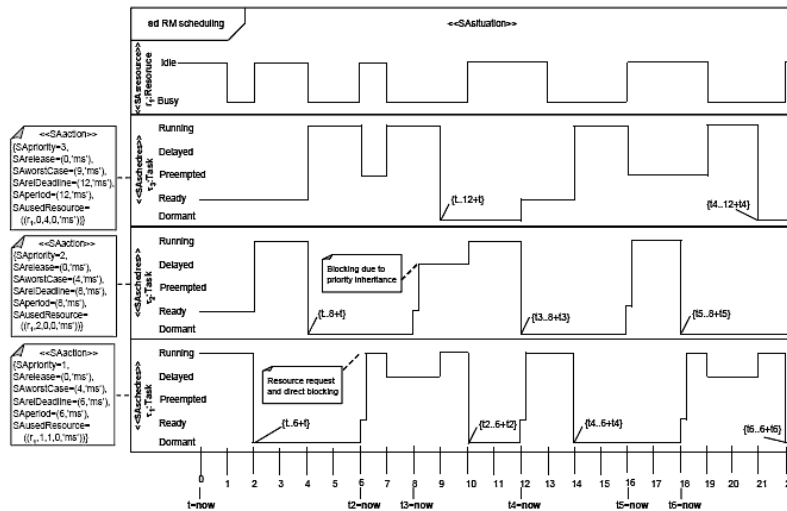 sd RM scheduling
<<SAsituation>>
<<SAresource>>
r1:Resoruce
Idle
Busy
<<SAaction>>
{SApriority=3,
SArelease=(0,'ms'),
SAworstCase=(9,'ms'),
SArelDeadline=(12,'ms'),
SAperiod=(12,'ms'),
SAusedResource=
((r1,0,4,0,'ms'))}
<<SAschedres>>
τ3:Task
Running
Delayed
Preempted
Ready
Dormant
{t..12+t}
{t4..12+t4}
<<SAaction>>
{SApriority=2,
SArelease=(0,'ms'),
SAworstCase=(4,'ms'),
SArelDeadline=(8,'ms'),
SAperiod=(8,'ms'),
SAusedResource=
((r1,2,0,0,'ms'))}
<<SAschedres>>
τ2:Task
Running
Delayed
Preempted
Ready
Dormant
Blocking due to
priority inheritance
{t..8+t}
{t3..8+t3}
{t5..8+t5}
<<SAaction>>
{SApriority=1,
SArelease=(0,'ms'),
SAworstCase=(4,'ms'),
SArelDeadline=(6,'ms'),
SAperiod=(6,'ms'),
SAusedResource=
((r1,1,1,0,'ms'))}
<<SAschedres>>
τ1:Task
Running
Delayed
Preempted
Ready
Dormant
Resource request
and direct blocking
{t..6+t}
{t2..6+t2}
{t4..6+t4}
{t6..6+t6}
0 1 2 3 4 5 6 7 8 9 10 11 12 13 14 15 16 17 18 19 20 21
t=now t2=now t3=now t4=now t5=now t6=now